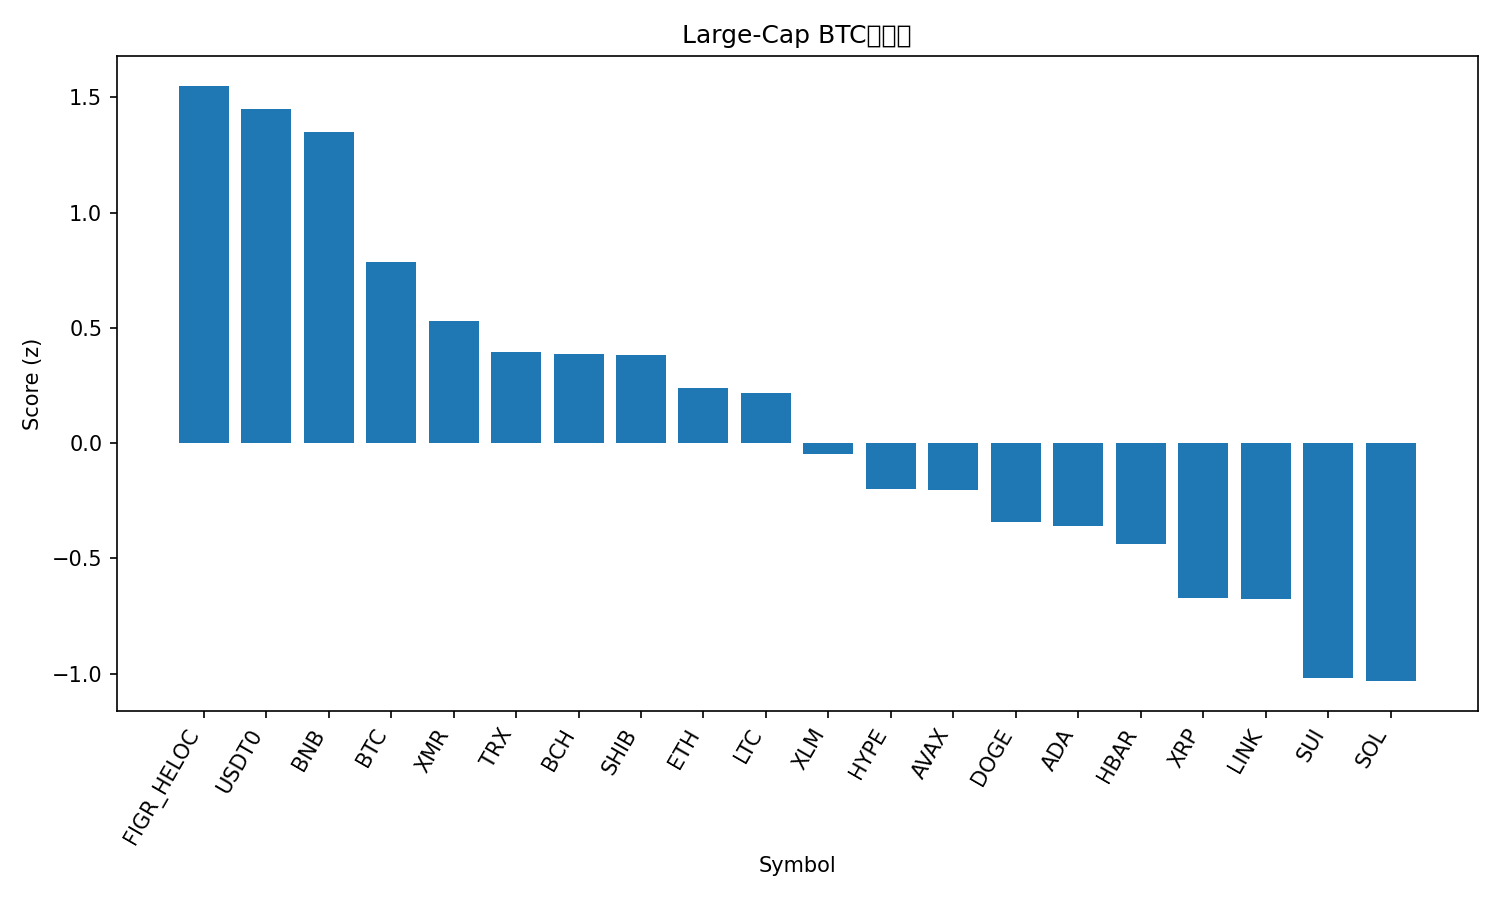 Large-Cap BTC
1.5
1.0
0.5
0.0
−0.5
−1.0
Score (z)
FIGR_HELOC
USDT0
BNB
BTC
XMR
TRX
BCH
SHIB
ETH
LTC
XLM
HYPE
AVAX
DOGE
ADA
HBAR
XRP
LINK
SUI
SOL
Symbol